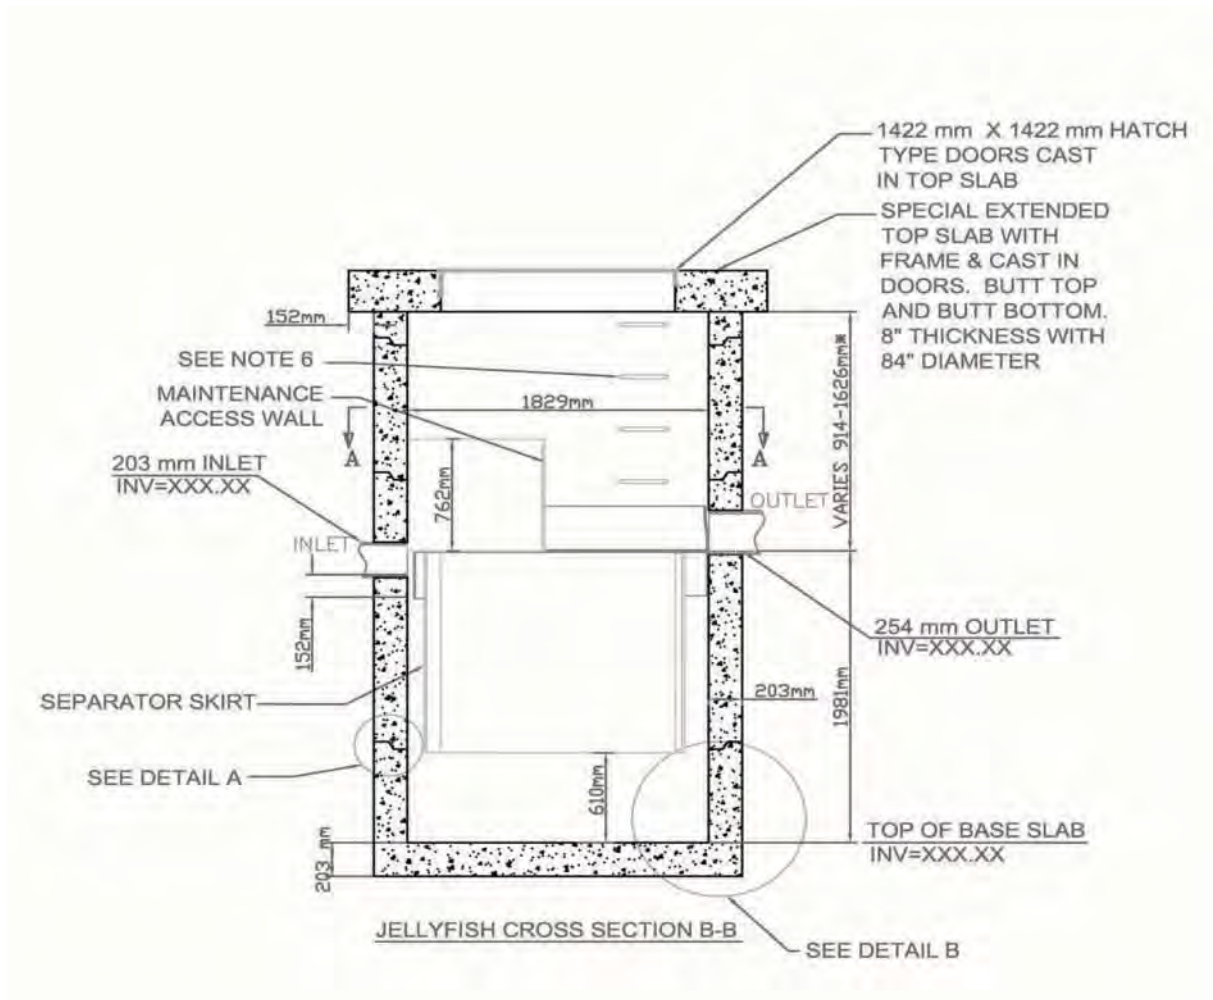 1422 mm X 1422 mm HATCH
TYPE DOORS CAST
IN TOP SLAB
SPECIAL EXTENDED
TOP SLAB WITH
FRAME & CAST IN
DOORS. BUTT TOP
AND BUTT BOTTOM.
8" THICKNESS WITH
84" DIAMETER
152mm
SEE NOTE 6
MAINTENANCE
ACCESS WALL
1829mm
VARIES 914-1626mm*
A
A
203 mm INLET
INV=XXX.XX
762mm
OUTLET
INLET
152mm
254 mm OUTLET
INV=XXX.XX
SEPARATOR SKIRT
203mm
1981mm
SEE DETAIL A
610mm
TOP OF BASE SLAB
INV=XXX.XX
203 mm
JELLYFISH CROSS SECTION B-B
SEE DETAIL B